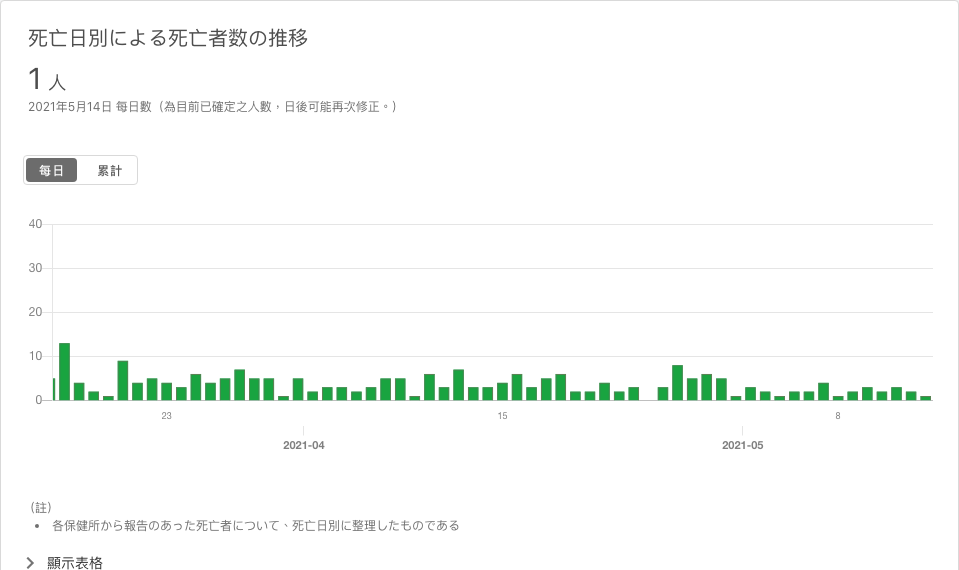 死亡日別による死亡者数の推移
1 人
2021年5月14日 每日數（為目前已確定之人數，日後可能再次修正。）
每日 累計
40
30
20
10
0
23 15 8
2021-04 2021-05
（註）
• 各保健所から報告のあった死亡者について、死亡日別に整理したものである
顯示表格